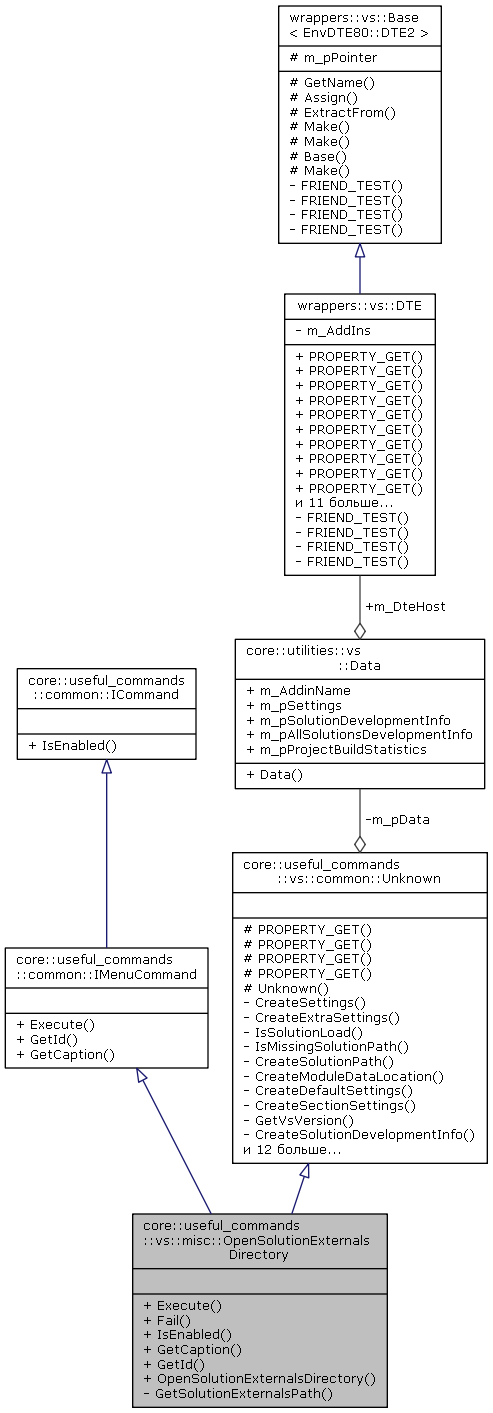 wrappers::vs::Base
< EnvDTE80::DTE2 >
# m_pPointer
# GetName()
# Assign()
# ExtractFrom()
# Make()
# Make()
# Base()
# Make()
- FRIEND_TEST()
- FRIEND_TEST()
- FRIEND_TEST()
- FRIEND_TEST()
wrappers::vs::DTE
- m_AddIns
+ PROPERTY_GET()
+ PROPERTY_GET()
+ PROPERTY_GET()
+ PROPERTY_GET()
+ PROPERTY_GET()
+ PROPERTY_GET()
+ PROPERTY_GET()
+ PROPERTY_GET()
+ PROPERTY_GET()
+ PROPERTY_GET()
и 11 больше...
- FRIEND_TEST()
- FRIEND_TEST()
- FRIEND_TEST()
- FRIEND_TEST()
+m_DteHost
core::utilities::vs
::Data
+ m_AddinName
+ m_pSettings
+ m_pSolutionDevelopmentInfo
+ m_pAllSolutionsDevelopmentInfo
+ m_pProjectBuildStatistics
+ Data()
core::useful_commands
::common::ICommand
+ IsEnabled()
-m_pData
core::useful_commands
::vs::common::Unknown
# PROPERTY_GET()
# PROPERTY_GET()
# PROPERTY_GET()
# PROPERTY_GET()
# Unknown()
- CreateSettings()
- CreateExtraSettings()
- IsSolutionLoad()
- IsMissingSolutionPath()
- CreateSolutionPath()
- CreateModuleDataLocation()
- CreateDefaultSettings()
- CreateSectionSettings()
- GetVsVersion()
- CreateSolutionDevelopmentInfo()
и 12 больше...
core::useful_commands
::common::IMenuCommand
+ Execute()
+ GetId()
+ GetCaption()
core::useful_commands
::vs::misc::OpenSolutionExternals
Directory
+ Execute()
+ Fail()
+ IsEnabled()
+ GetCaption()
+ GetId()
+ OpenSolutionExternalsDirectory()
- GetSolutionExternalsPath()